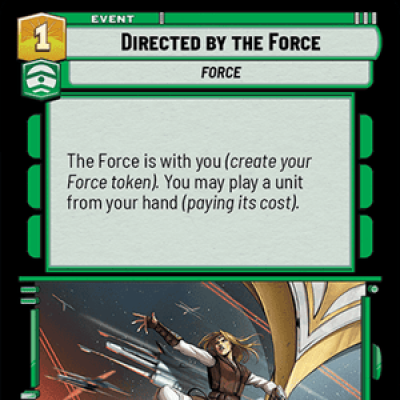 EVENT
1
DIRECTED BY THE FORCE
FORCE
The Force is with you (create your
Force token). You may play a unit
from your hand (paying its cost).